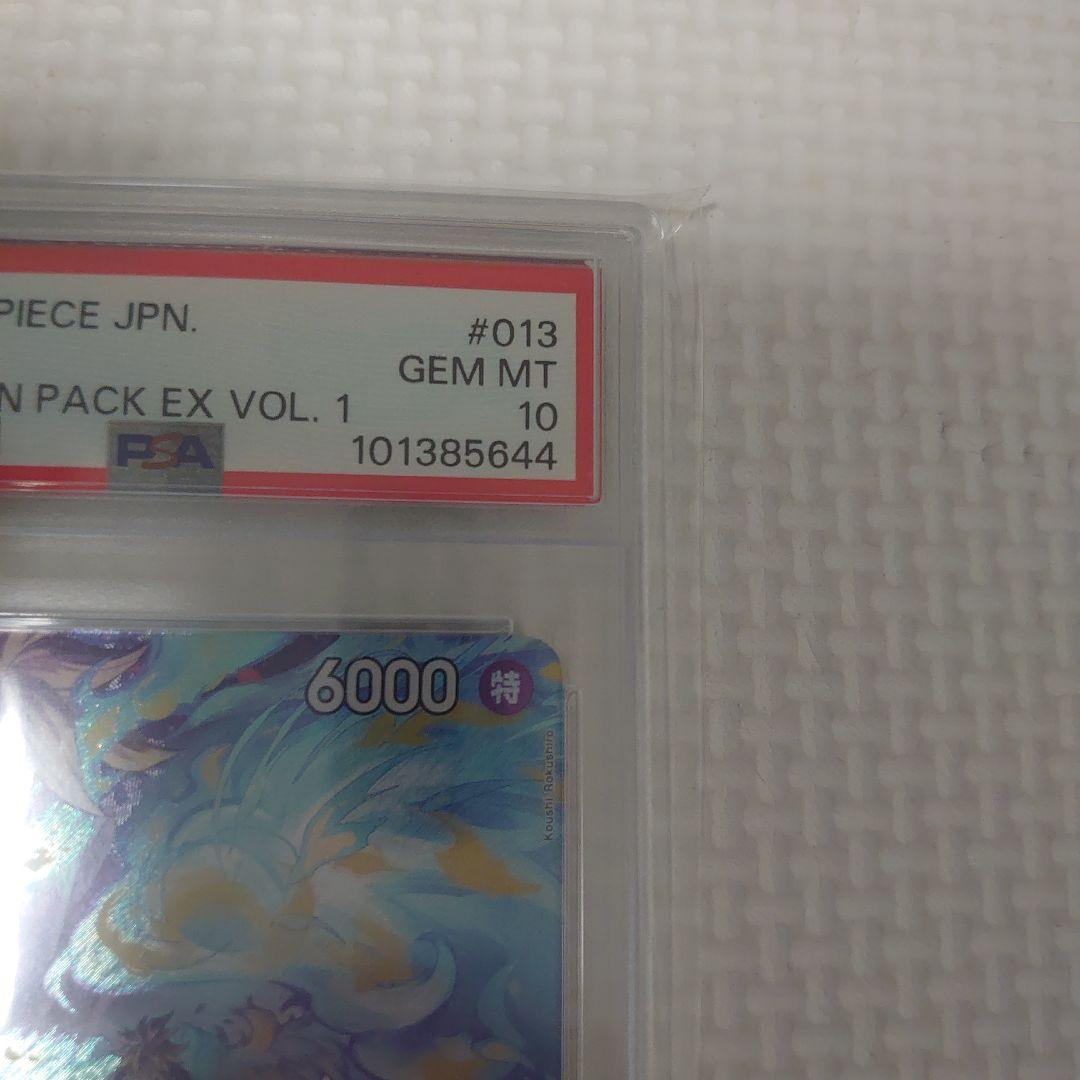 PIECE JPN.
#013
GEM MT
N PACK EX VOL. 1
10
PSA
101385644
6000 特
Koushi Rokushiro